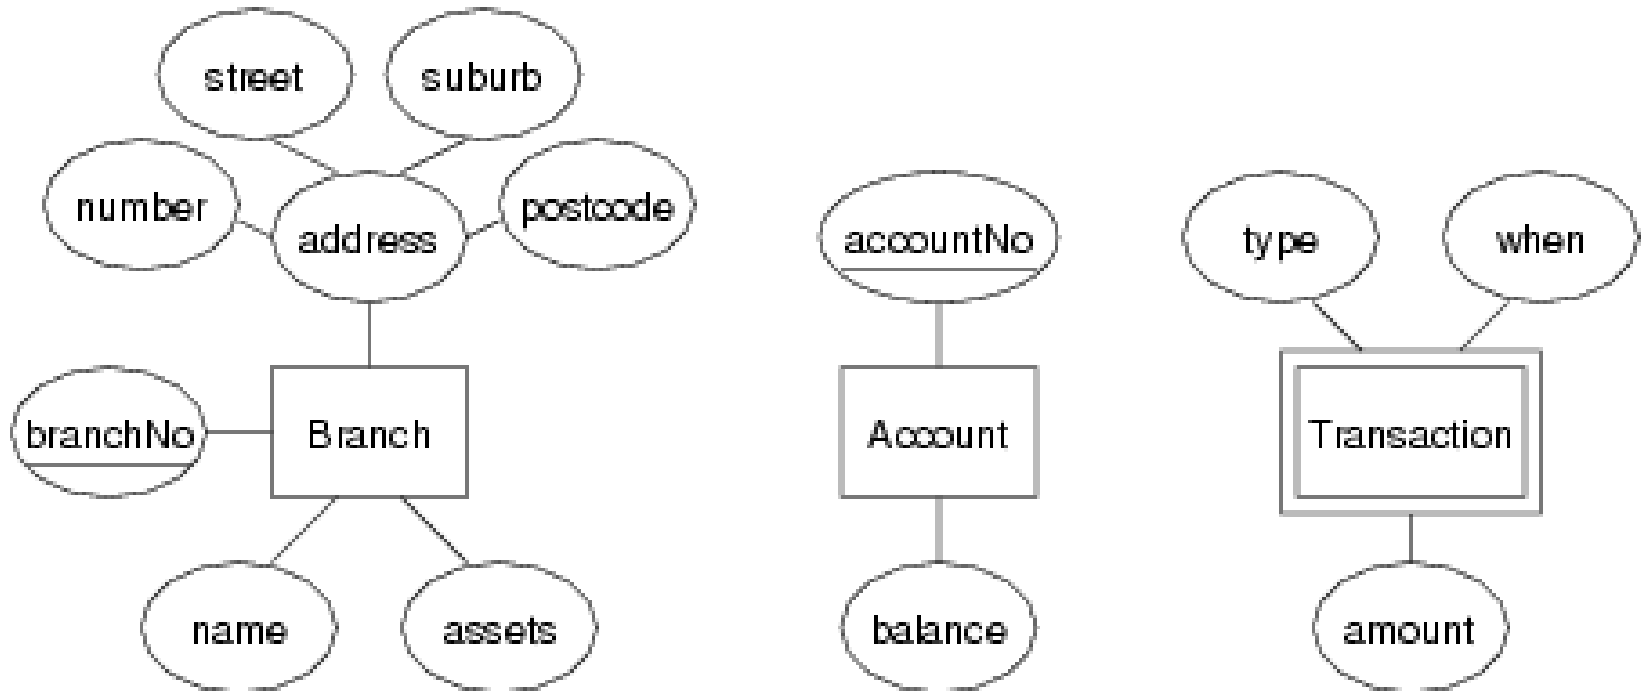 street
suburb
number
postcode
address
accountNo
type
when
branchNo
Branch
Account
Transaction
name
assets
balance
amount